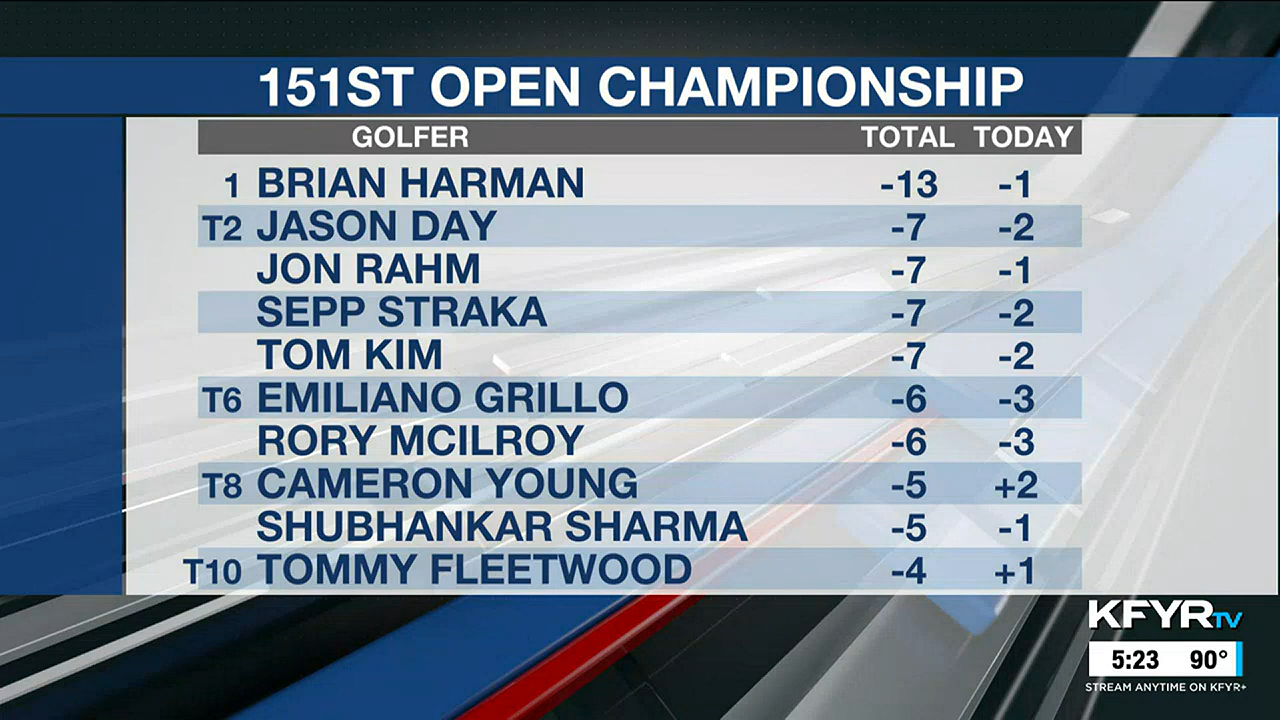 151ST OPEN CHAMPIONSHIP
GOLFER TOTAL TODAY
1 BRIAN HARMAN -13 -1
T2 JASON DAY -7 -2
JON RAHM -7 -1
SEPP STRAKA -7 -2
TOM KIM -7 -2
T6 EMILIANO GRILLO -6 -3
RORY MCILROY -6 -3
T8 CAMERON YOUNG -5 +2
SHUBHANKAR SHARMA -5 -1
T10 TOMMY FLEETWOOD -4 +1
KFYR TV
5:23 90°
STREAM ANYTIME ON KFYR+